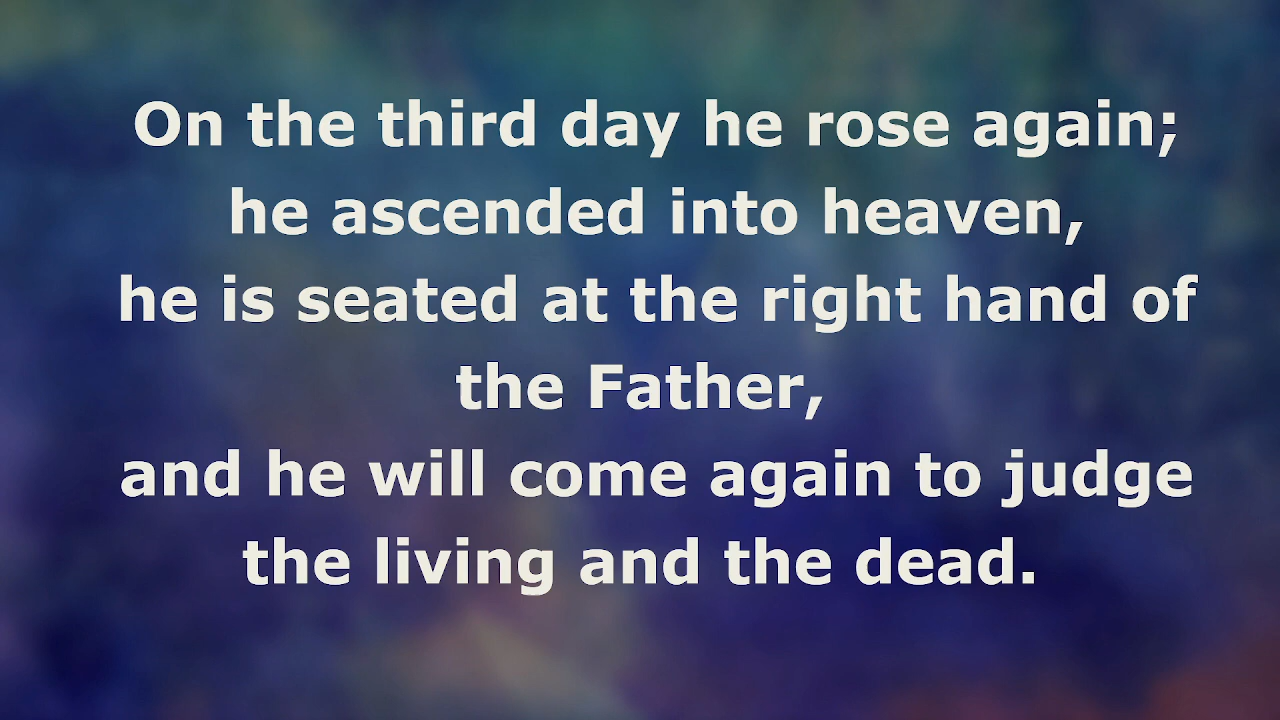 On the third day he rose again;
he ascended into heaven,
he is seated at the right hand of
the Father,
and he will come again to judge
the living and the dead.